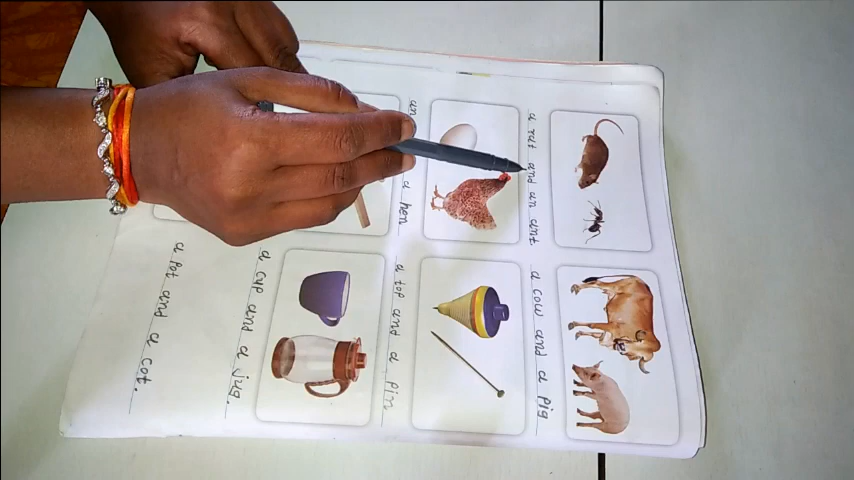 a rat and an ant
a cow and a pig
an a hen
a top and a pin
a cup and a jug.
a pot and a cot.